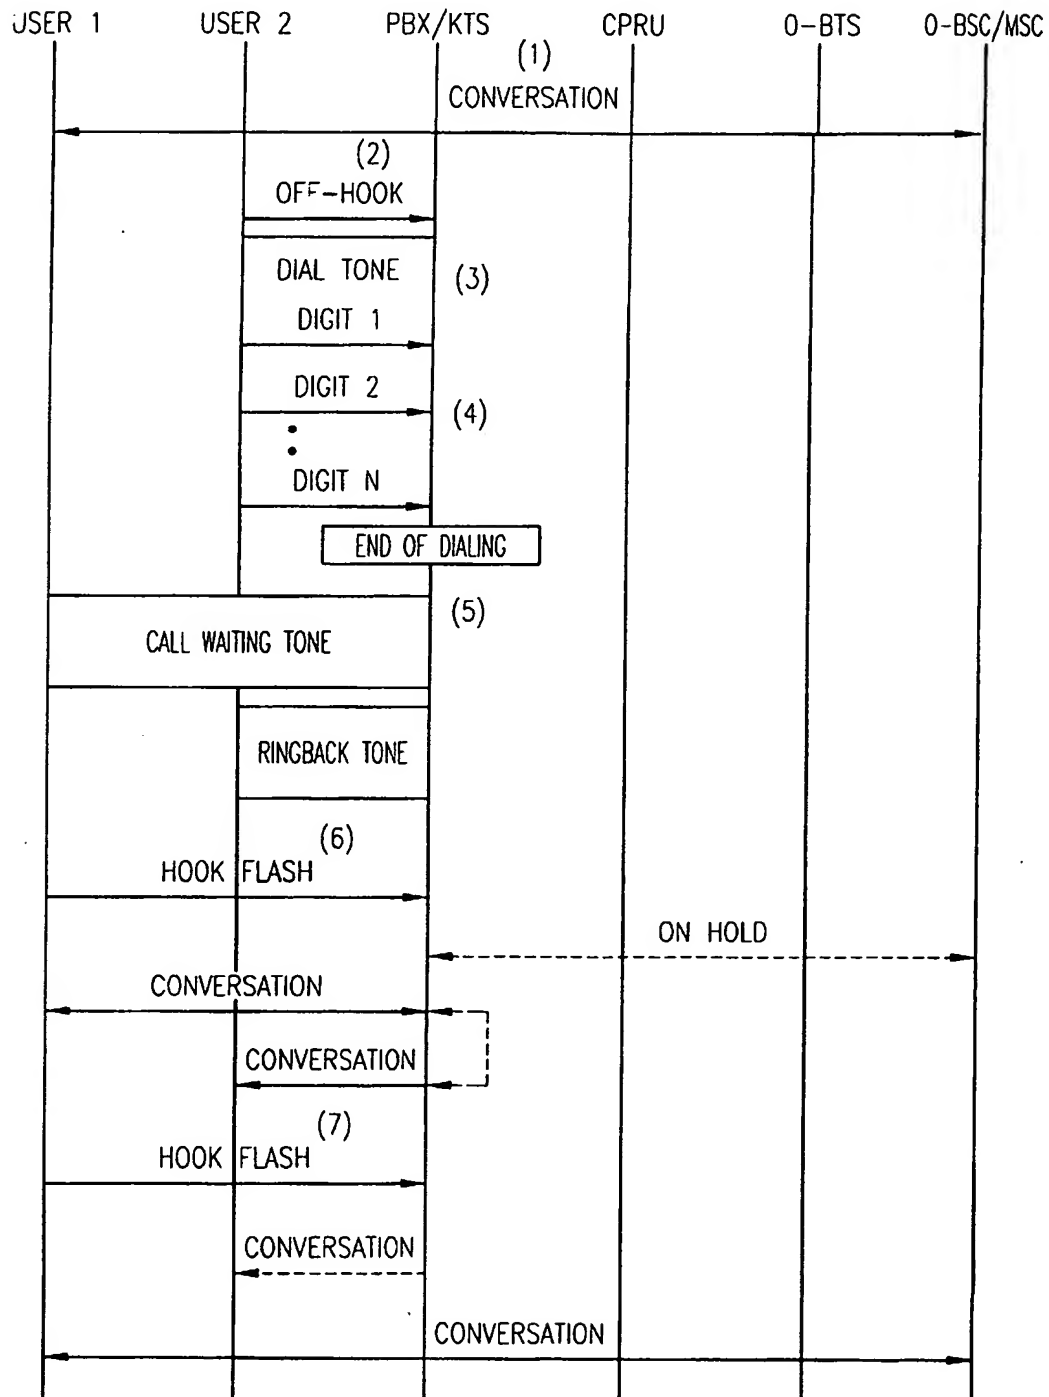 USER 1 USER 2 PBX/KTS CPRU O-BTS O-BSC/MSC
(1)
CONVERSATION
(2)
OFF-HOOK
DIAL TONE (3)
DIGIT 1
DIGIT 2 (4)
DIGIT N
END OF DIALING
(5)
CALL WAITING TONE
RINGBACK TONE
(6)
HOOK FLASH
ON HOLD
CONVERSATION
CONVERSATION
(7)
HOOK FLASH
CONVERSATION
CONVERSATION